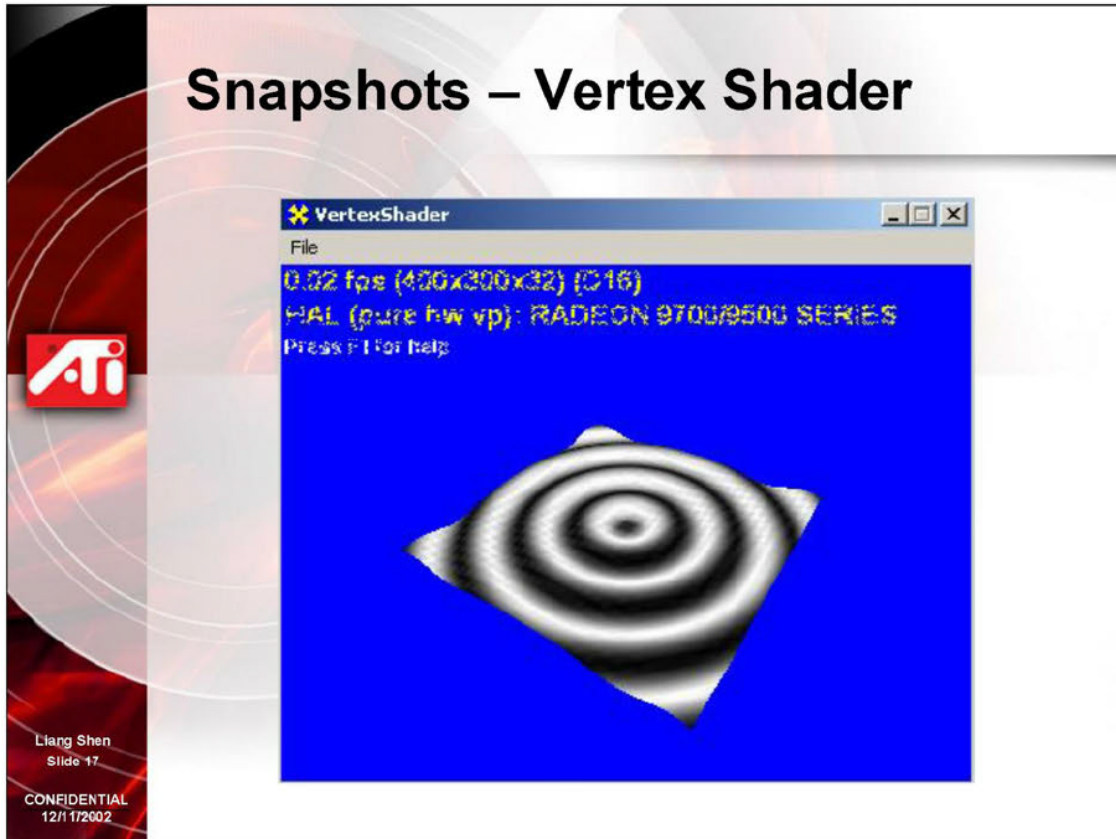 Snapshots – Vertex Shader
VertexShader
File
0.02 fps (400x300x32) (D16)
HAL (pure hw vp): RADEON 9700/9500 SERIES
Press F1 for help
ATi
Liang Shen
Slide 17
CONFIDENTIAL
12/11/2002